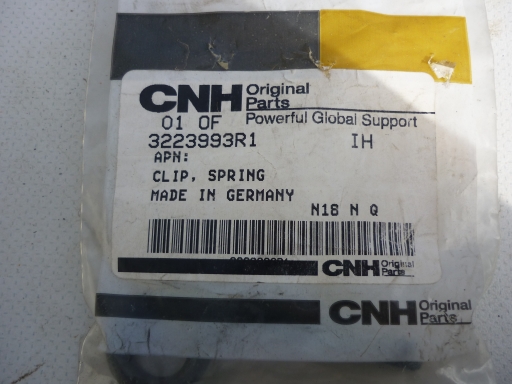 CNH Original Parts
01 OF Powerful Global Support
3223993R1 IH
APN:
CLIP, SPRING
MADE IN GERMANY
N18 N Q
CNH Original Parts
CNH Original Parts